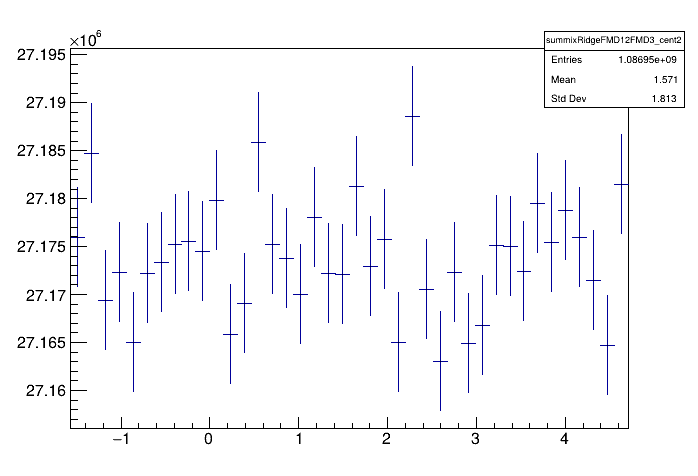 ×10⁶
summixRidgeFMD12FMD3_cent2
Entries 1.08695e+09
Mean 1.571
Std Dev 1.813
27.195
27.19
27.185
27.18
27.175
27.17
27.165
27.16
−1 0 1 2 3 4